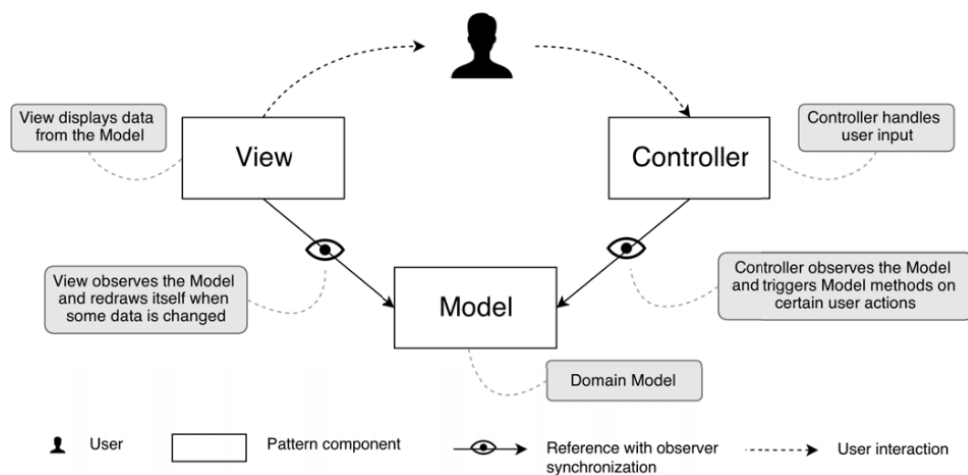 View displays data
from the Model
View
Controller
Controller handles
user input
View observes the Model
and redraws itself when
some data is changed
Model
Controller observes the Model
and triggers Model methods on
certain user actions
Domain Model
User
Pattern component
Reference with observer
synchronization
User interaction